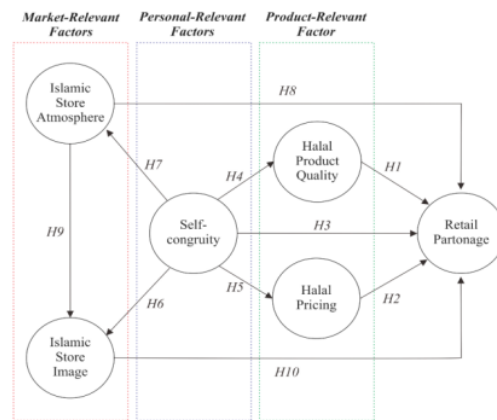 Market-Relevant
Factors
Personal-Relevant
Factors
Product-Relevant
Factor
Islamic
Store
Atmosphere
H8
H7
H4
Halal
Product
Quality
H1
H9
Self-
congruity
H3
Retail
Partonage
H6
H5
Halal
Pricing
H2
Islamic
Store
Image
H10